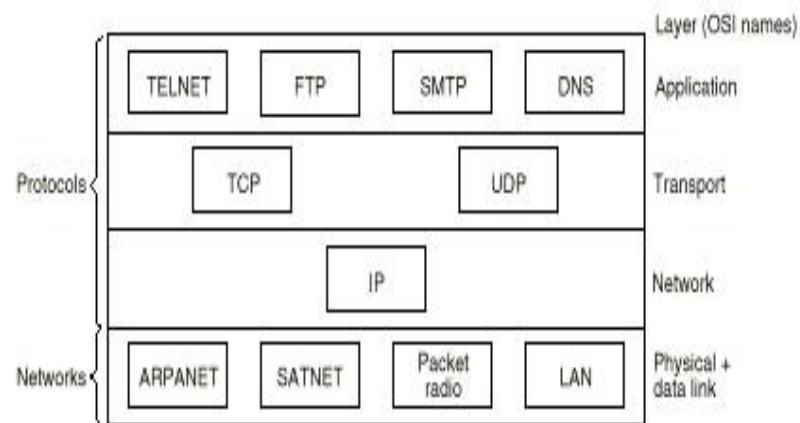 Layer (OSI names)
TELNET FTP SMTP DNS Application
Protocols TCP UDP Transport
IP Network
Networks ARPANET SATNET Packet radio LAN Physical + data link